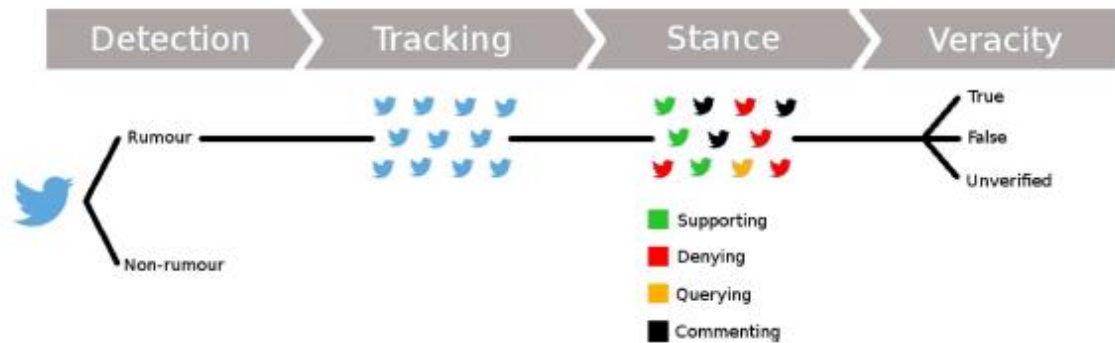 Detection Tracking Stance Veracity
True
Rumour False
Unverified
Non-rumour
Supporting
Denying
Querying
Commenting